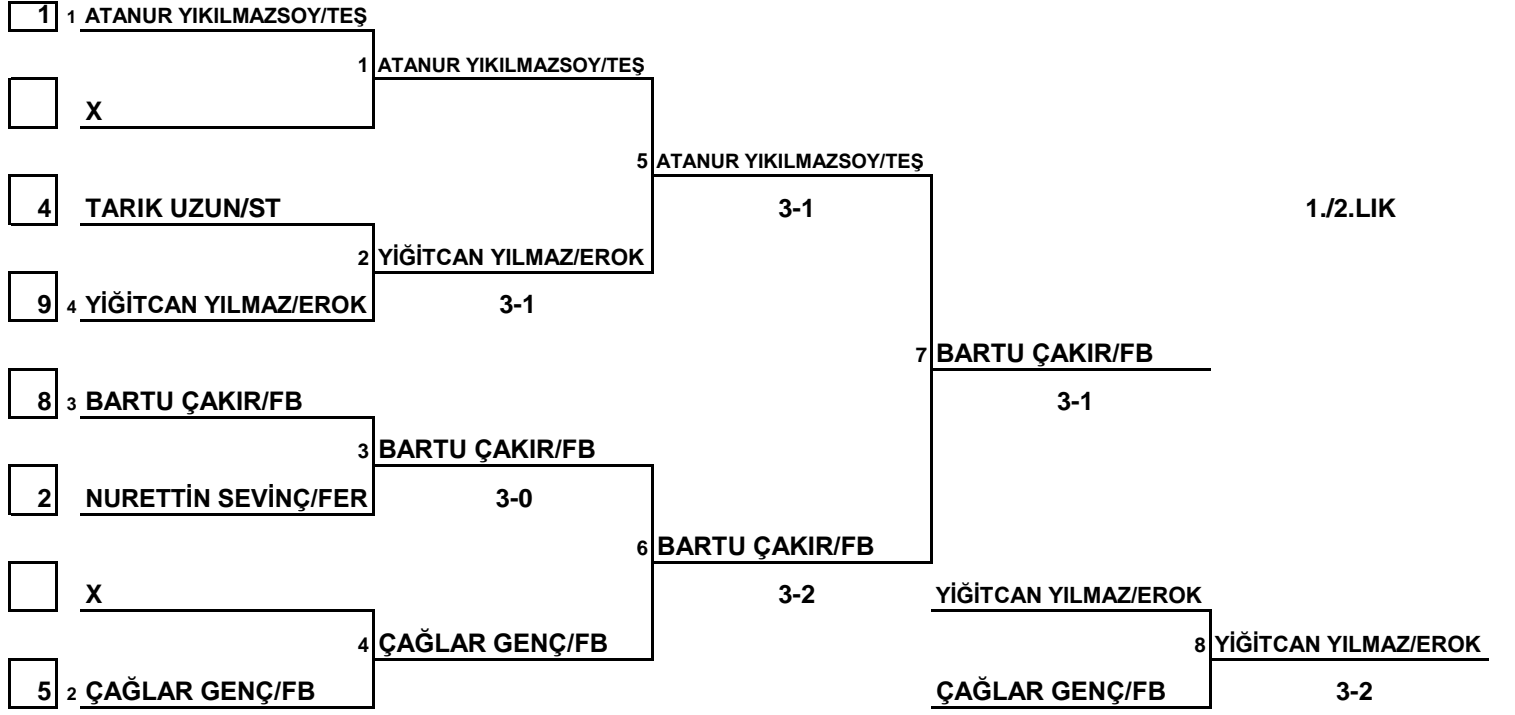 1 1 ATANUR YIKILMAZSOY/TEŞ
1 ATANUR YIKILMAZSOY/TEŞ
X
5 ATANUR YIKILMAZSOY/TEŞ
4 TARIK UZUN/ST 3-1 1./2.LIK
2 YİĞİTCAN YILMAZ/EROK
9 4 YİĞİTCAN YILMAZ/EROK 3-1
7 BARTU ÇAKIR/FB
8 3 BARTU ÇAKIR/FB 3-1
3 BARTU ÇAKIR/FB
2 NURETTİN SEVİNÇ/FER 3-0
6 BARTU ÇAKIR/FB
X 3-2 YİĞİTCAN YILMAZ/EROK
4 ÇAĞLAR GENÇ/FB 8 YİĞİTCAN YILMAZ/EROK
5 2 ÇAĞLAR GENÇ/FB ÇAĞLAR GENÇ/FB 3-2